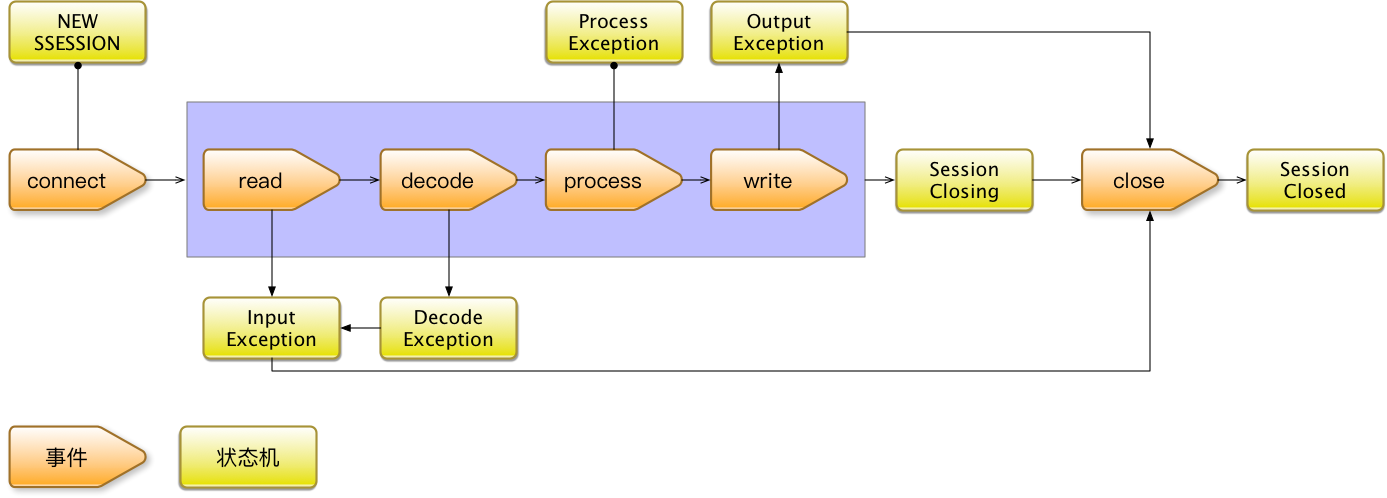 NEW
SSESSION
Process
Exception
Output
Exception
connect
read
decode
process
write
Session
Closing
close
Session
Closed
Input
Exception
Decode
Exception
事件
状态机